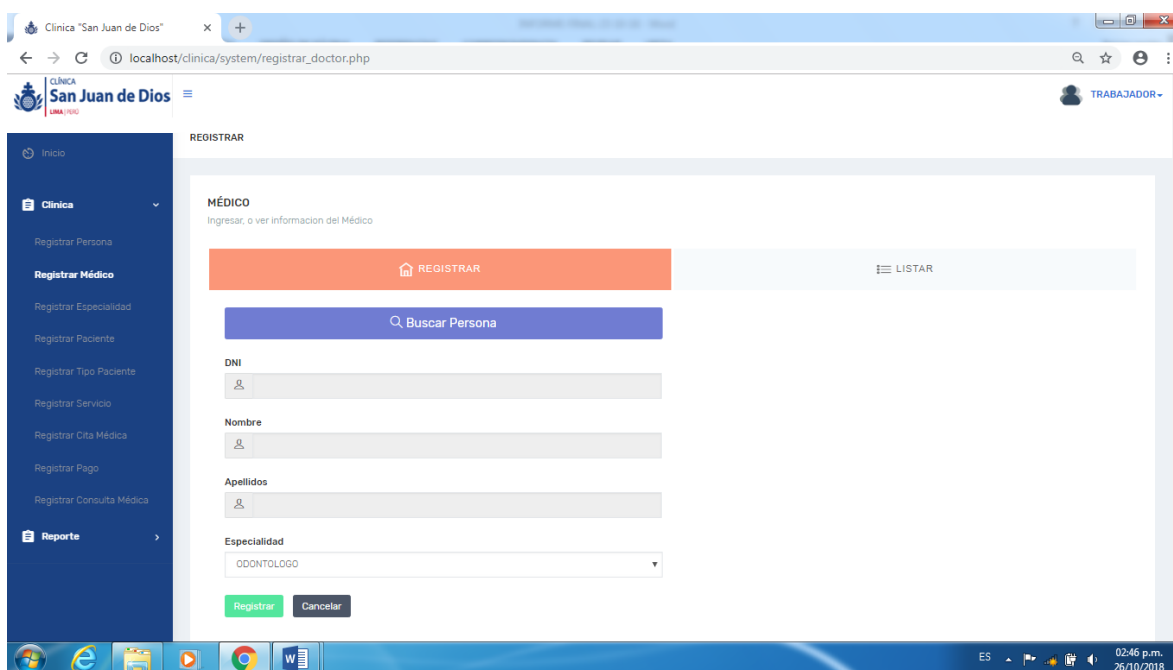 Clinica "San Juan de Dios"
localhost/clinica/system/registrar_doctor.php
CLÍNICA
San Juan de Dios
LIMA | PERÚ
TRABAJADOR
REGISTRAR
Inicio
Clinica
Registrar Persona
Registrar Médico
Registrar Especialidad
Registrar Paciente
Registrar Tipo Paciente
Registrar Servicio
Registrar Cita Médica
Registrar Pago
Registrar Consulta Médica
Reporte
MÉDICO
Ingresar, o ver informacion del Médico
REGISTRAR
LISTAR
Buscar Persona
DNI
Nombre
Apellidos
Especialidad
ODONTOLOGO
Registrar
Cancelar
ES
02:46 p.m.
26/10/2018